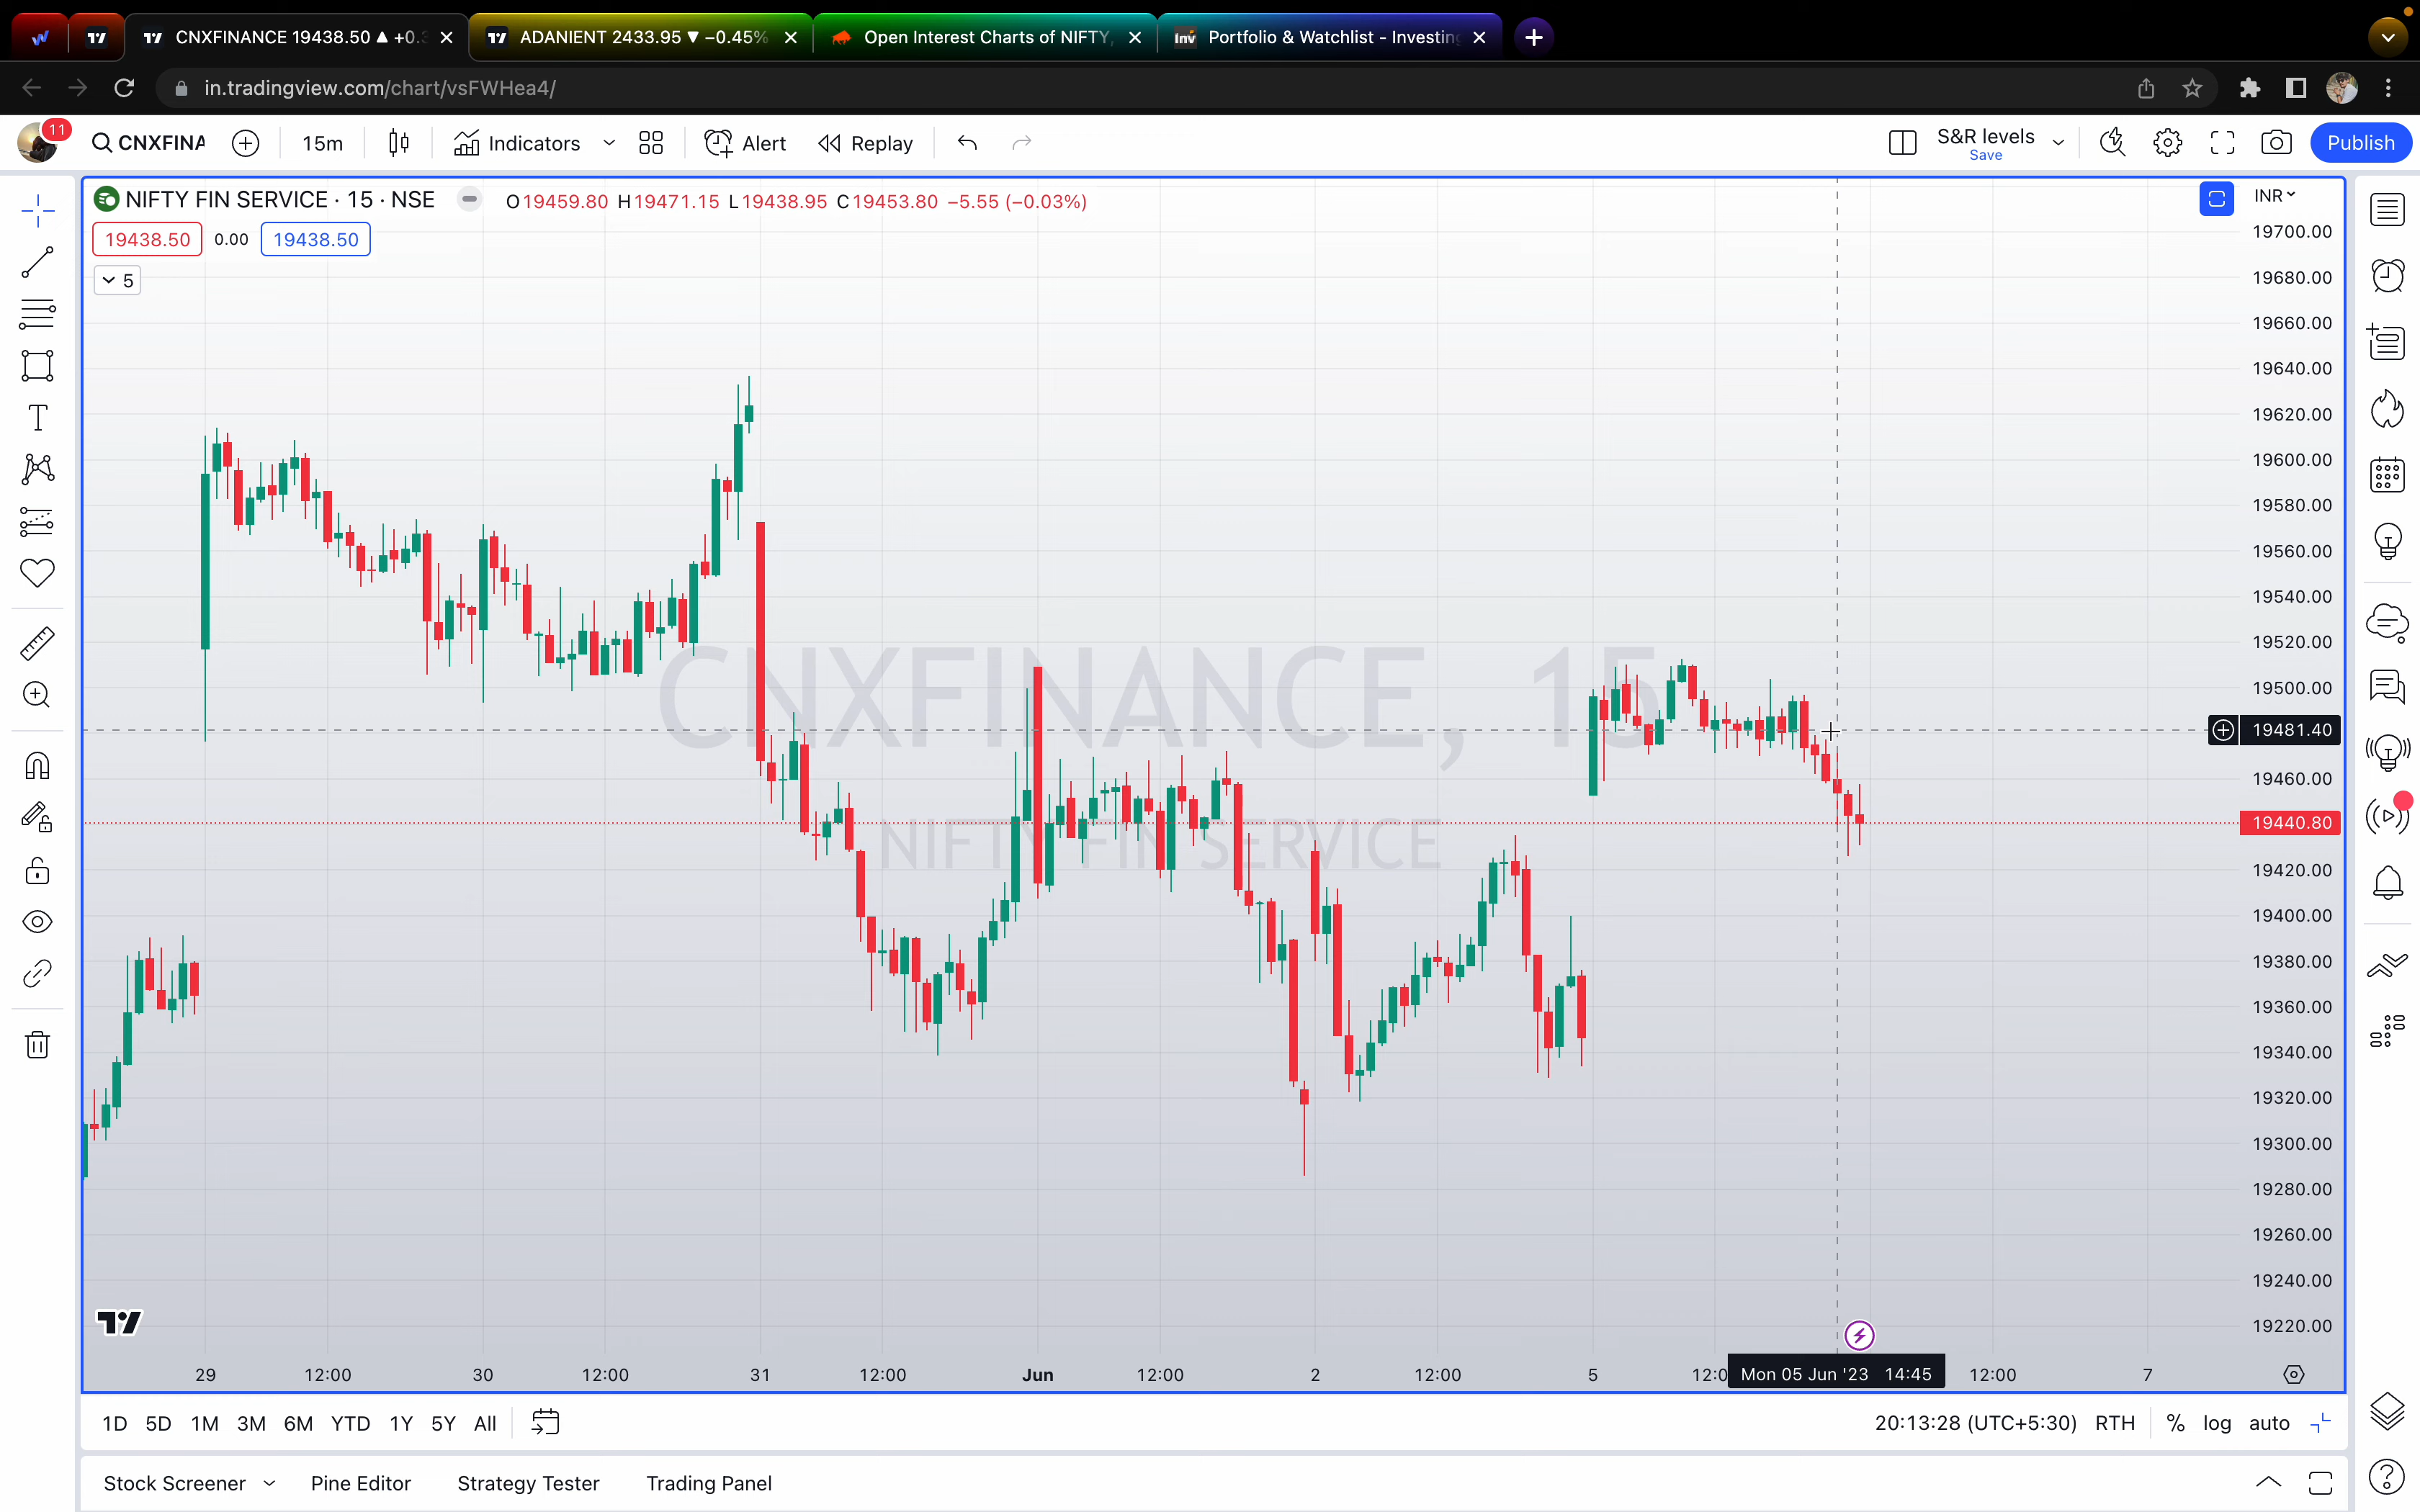 CNXFINANCE 19438.50 ▲ +0.
ADANIENT 2433.95 ▼ −0.45%
Open Interest Charts of NIFTY,
Inv Portfolio & Watchlist - Investing
in.tradingview.com/chart/vsFWHea4/
11
CNXFINA
15m
Indicators
Alert
Replay
S&R levels
Save
Publish
NIFTY FIN SERVICE · 15 · NSE
O19459.80 H19471.15 L19438.95 C19453.80 −5.55 (−0.03%)
INR
19438.50 0.00 19438.50
5
CNXFINANCE, 15
NIFTY FIN SERVICE
19700.00
19680.00
19660.00
19640.00
19620.00
19600.00
19580.00
19560.00
19540.00
19520.00
19500.00
19481.40
19460.00
19440.80
19420.00
19400.00
19380.00
19360.00
19340.00
19320.00
19300.00
19280.00
19260.00
19240.00
19220.00
29 12:00 30 12:00 31 12:00 Jun 12:00 2 12:00 5 12:0 Mon 05 Jun '23 14:45 12:00 7
1D 5D 1M 3M 6M YTD 1Y 5Y All
20:13:28 (UTC+5:30) RTH % log auto
Stock Screener Pine Editor Strategy Tester Trading Panel